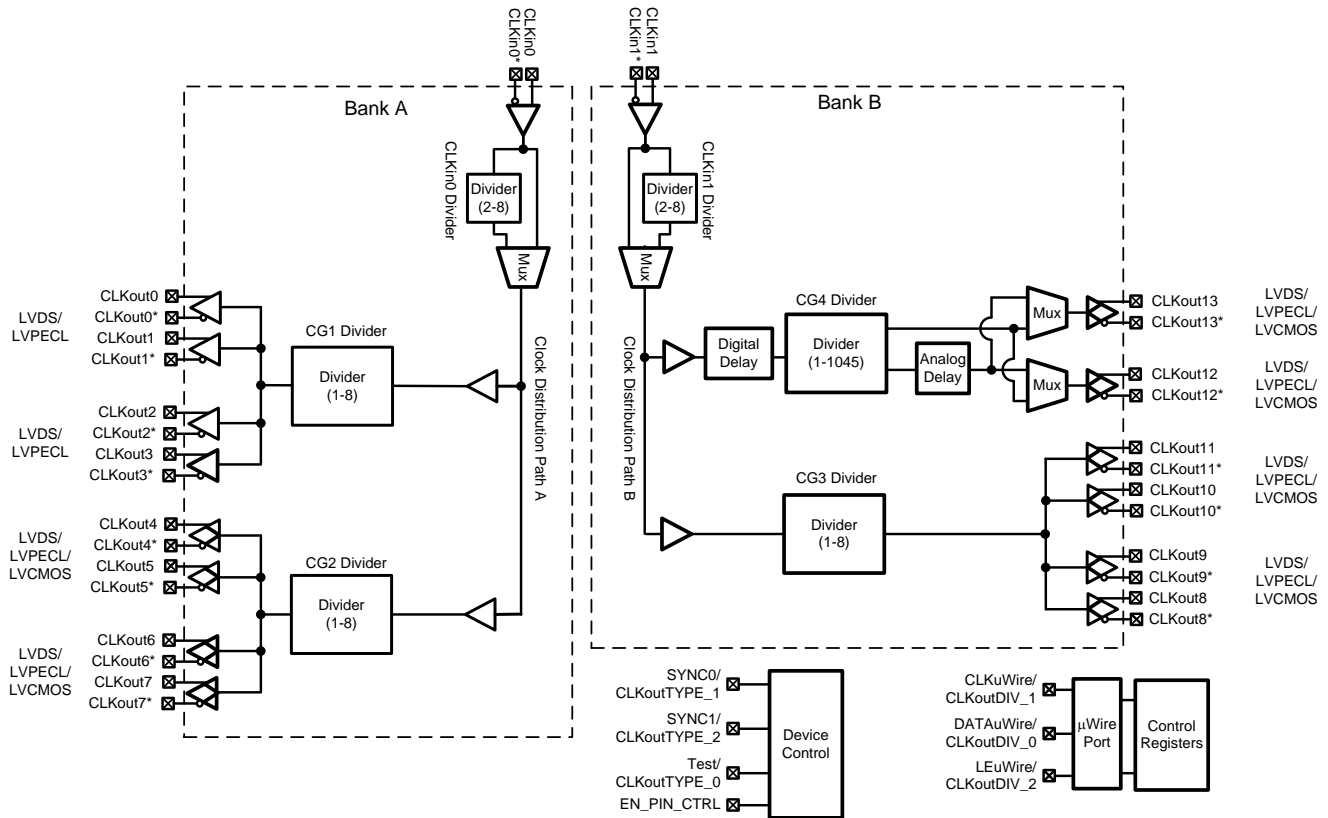 CLKin0*
CLKin0
CLKin1*
CLKin1
Bank A
Bank B
CLKin0 Divider
Divider
(2-8)
Mux
Divider
(2-8)
CLKin1 Divider
Mux
LVDS/
LVPECL
CLKout0
CLKout0*
CLKout1
CLKout1*
LVDS/
LVPECL
CLKout2
CLKout2*
CLKout3
CLKout3*
CG1 Divider
Divider
(1-8)
Clock Distribution Path A
LVDS/
LVPECL/
LVCMOS
CLKout4
CLKout4*
CLKout5
CLKout5*
LVDS/
LVPECL/
LVCMOS
CLKout6
CLKout6*
CLKout7
CLKout7*
CG2 Divider
Divider
(1-8)
Clock Distribution Path B
Digital
Delay
CG4 Divider
Divider
(1-1045)
Analog
Delay
Mux
Mux
CLKout13
CLKout13*
LVDS/
LVPECL/
LVCMOS
CLKout12
CLKout12*
LVDS/
LVPECL/
LVCMOS
CG3 Divider
Divider
(1-8)
CLKout11
CLKout11*
CLKout10
CLKout10*
LVDS/
LVPECL/
LVCMOS
CLKout9
CLKout9*
CLKout8
CLKout8*
LVDS/
LVPECL/
LVCMOS
SYNC0/
CLKoutTYPE_1
SYNC1/
CLKoutTYPE_2
Test/
CLKoutTYPE_0
EN_PIN_CTRL
Device
Control
CLKuWire/
CLKoutDIV_1
DATAuWire/
CLKoutDIV_0
LEuWire/
CLKoutDIV_2
µWire
Port
Control
Registers